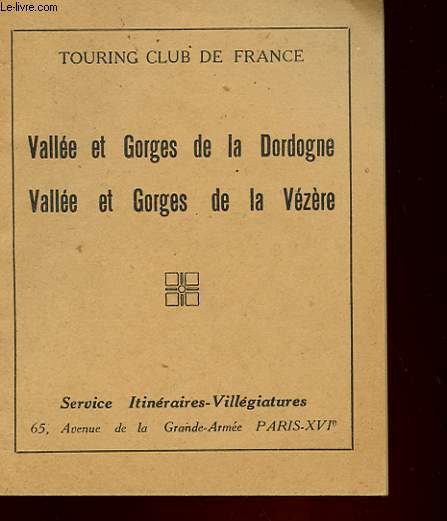 Le-livre.com
TOURING CLUB DE FRANCE
Vallée et Gorges de la Dordogne
Vallée et Gorges de la Vézère
Service Itinéraires-Villégiatures
65, Avenue de la Grande-Armée PARIS-XVIe